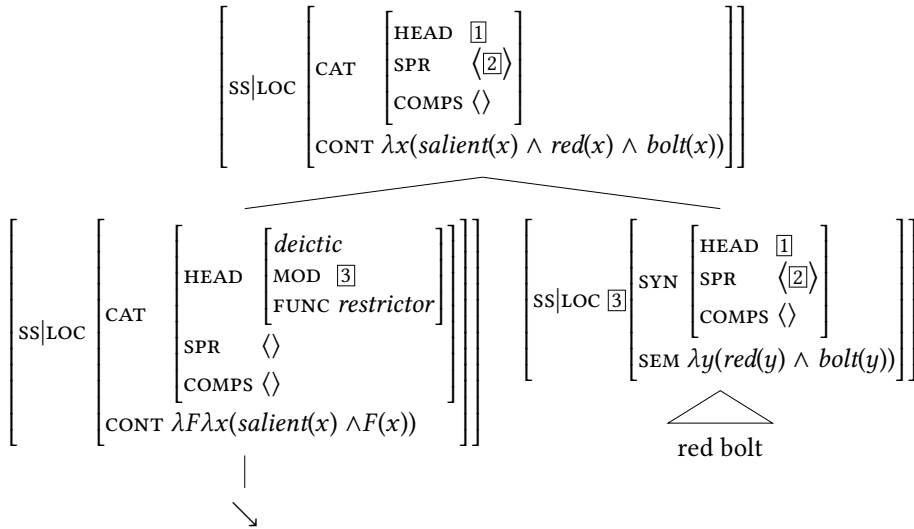 HEAD 1
SPR ⟨2⟩
CAT
SS|LOC
COMPS ⟨⟩
CONT λx(salient(x) ∧ red(x) ∧ bolt(x))
deictic
HEAD MOD 3
FUNC restrictor
SS|LOC CAT
SPR ⟨⟩
COMPS ⟨⟩
CONT λFλx(salient(x) ∧F(x))
↘
HEAD 1
SS|LOC 3 SYN SPR ⟨2⟩
COMPS ⟨⟩
SEM λy(red(y) ∧ bolt(y))
red bolt